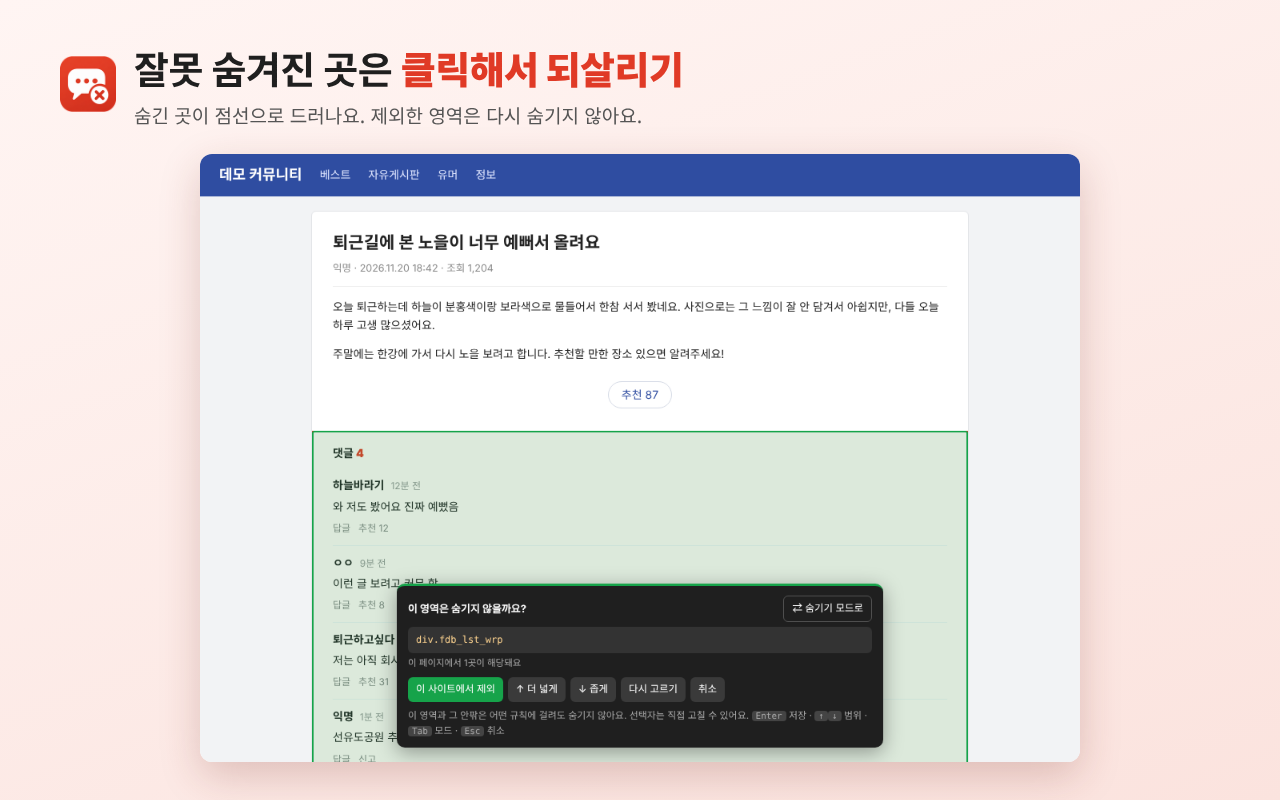 잘못 숨겨진 곳은 클릭해서 되살리기
숨긴 곳이 점선으로 드러나요. 제외한 영역은 다시 숨기지 않아요.
데모 커뮤니티 베스트 자유게시판 유머 정보
퇴근길에 본 노을이 너무 예뻐서 올려요
익명 · 2026.11.20 18:42 · 조회 1,204
오늘 퇴근하는데 하늘이 분홍색이랑 보라색으로 물들어서 한참 서서 봤네요. 사진으로는 그 느낌이 잘 안 담겨서 아쉽지만, 다들 오늘
하루 고생 많으셨어요.
주말에는 한강에 가서 다시 노을 보려고 합니다. 추천할 만한 장소 있으면 알려주세요!
추천 87
댓글 4
하늘바라기 12분 전
와 저도 봤어요 진짜 예뻤음
답글 추천 12
ㅇㅇ 9분 전
이런 글 보려고
답글 추천 8
퇴근하고싶다
저는 아직 회사
답글 추천 31
익명 1분 전
선유도공원 추
답글 신고
이 영역은 숨기지 않을까요? ⇄ 숨기기 모드로
div.fdb_lst_wrp
이 페이지에서 1곳이 해당돼요
이 사이트에서 제외 ↑ 더 넓게 ↓ 좁게 다시 고르기 취소
이 영역과 그 안팎은 어떤 규칙에 걸려도 숨기지 않아요. 선택자는 직접 고칠 수 있어요. Enter 저장 · ↑ ↓ 범위 ·
Tab 모드 · Esc 취소